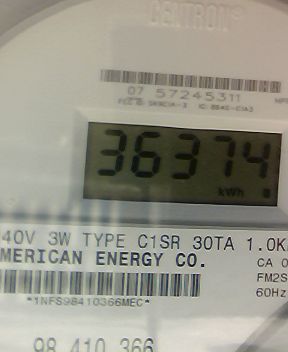 CENTRON®
07 57245311
36374
kWh
40V 3W TYPE C1SR 30TA 1.0K
MERICAN ENERGY CO.
CA 0
FM2S
60Hz
*1NFS98410366MEC*
98 410 366